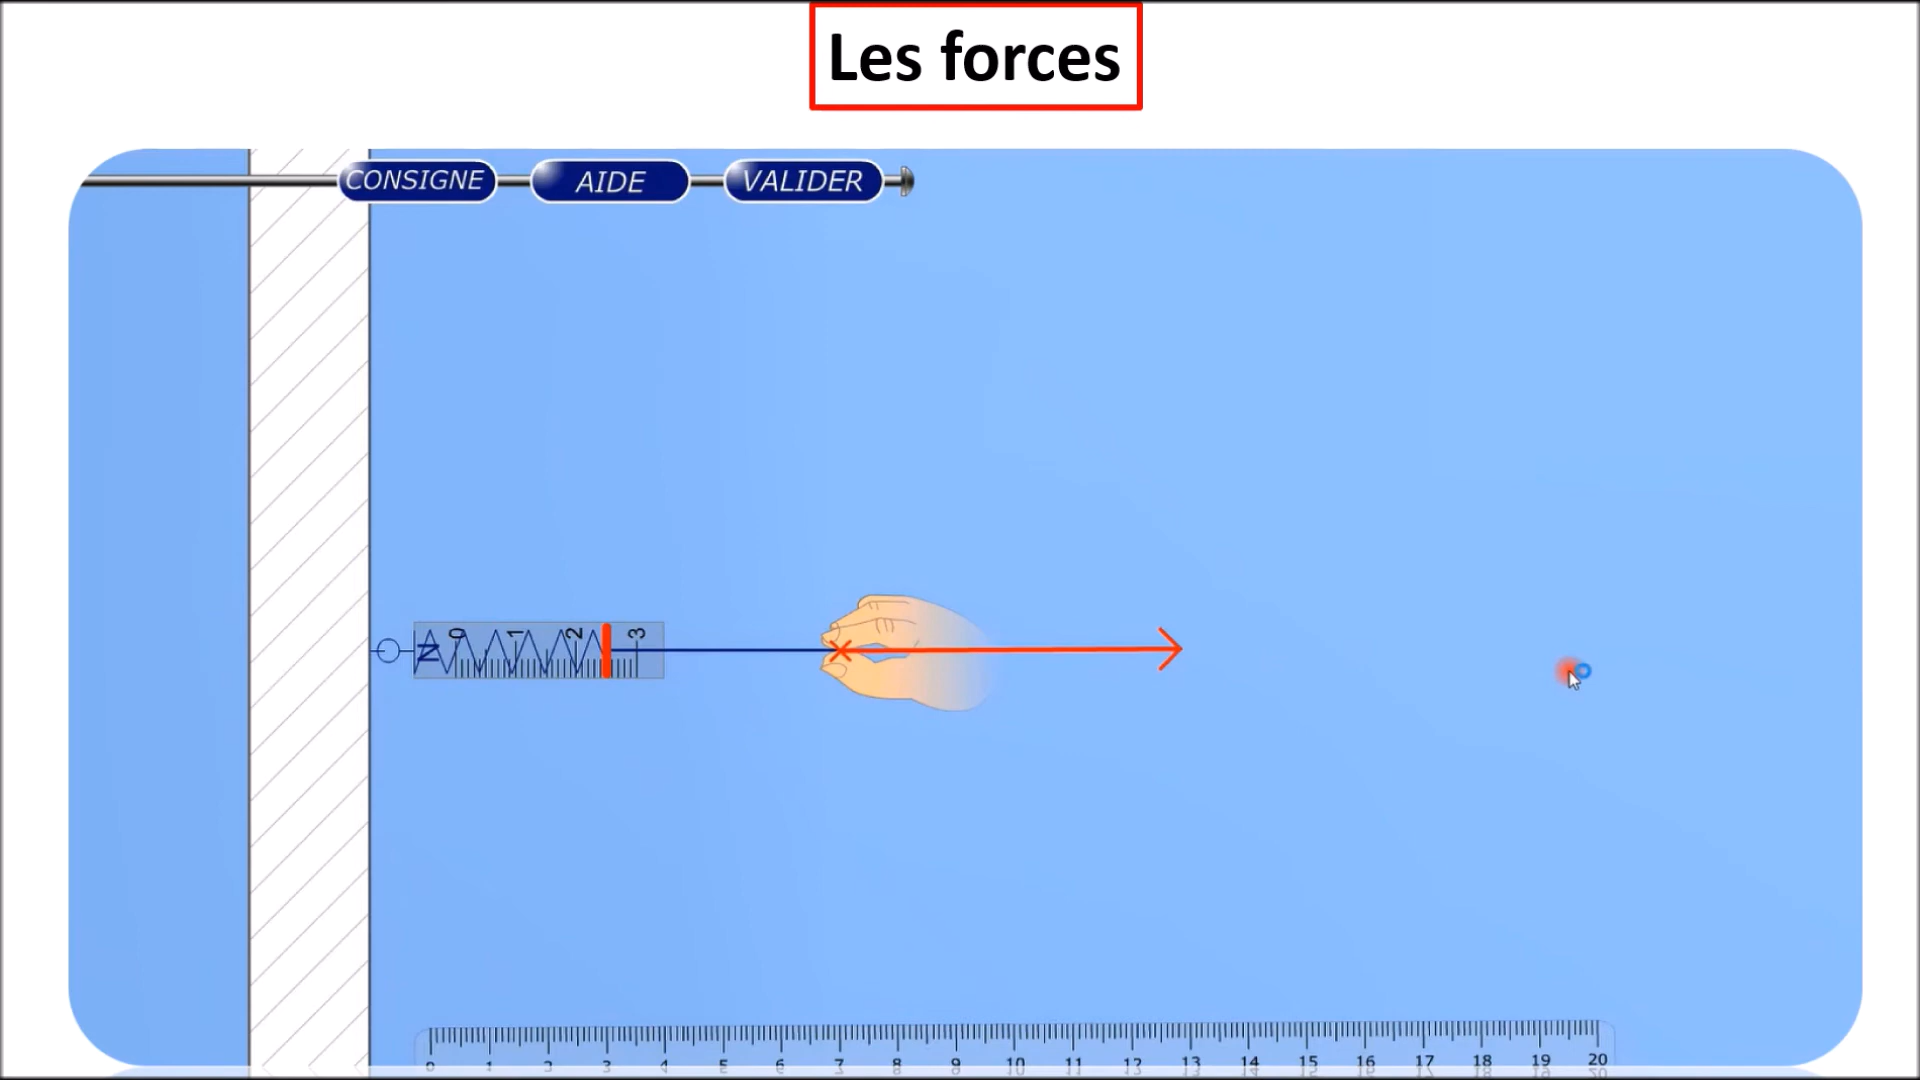 Les forces
CONSIGNE AIDE VALIDER
N 0 1 2 3
0 1 2 3 4 5 6 7 8 9 10 11 12 13 14 15 16 17 18 19 20